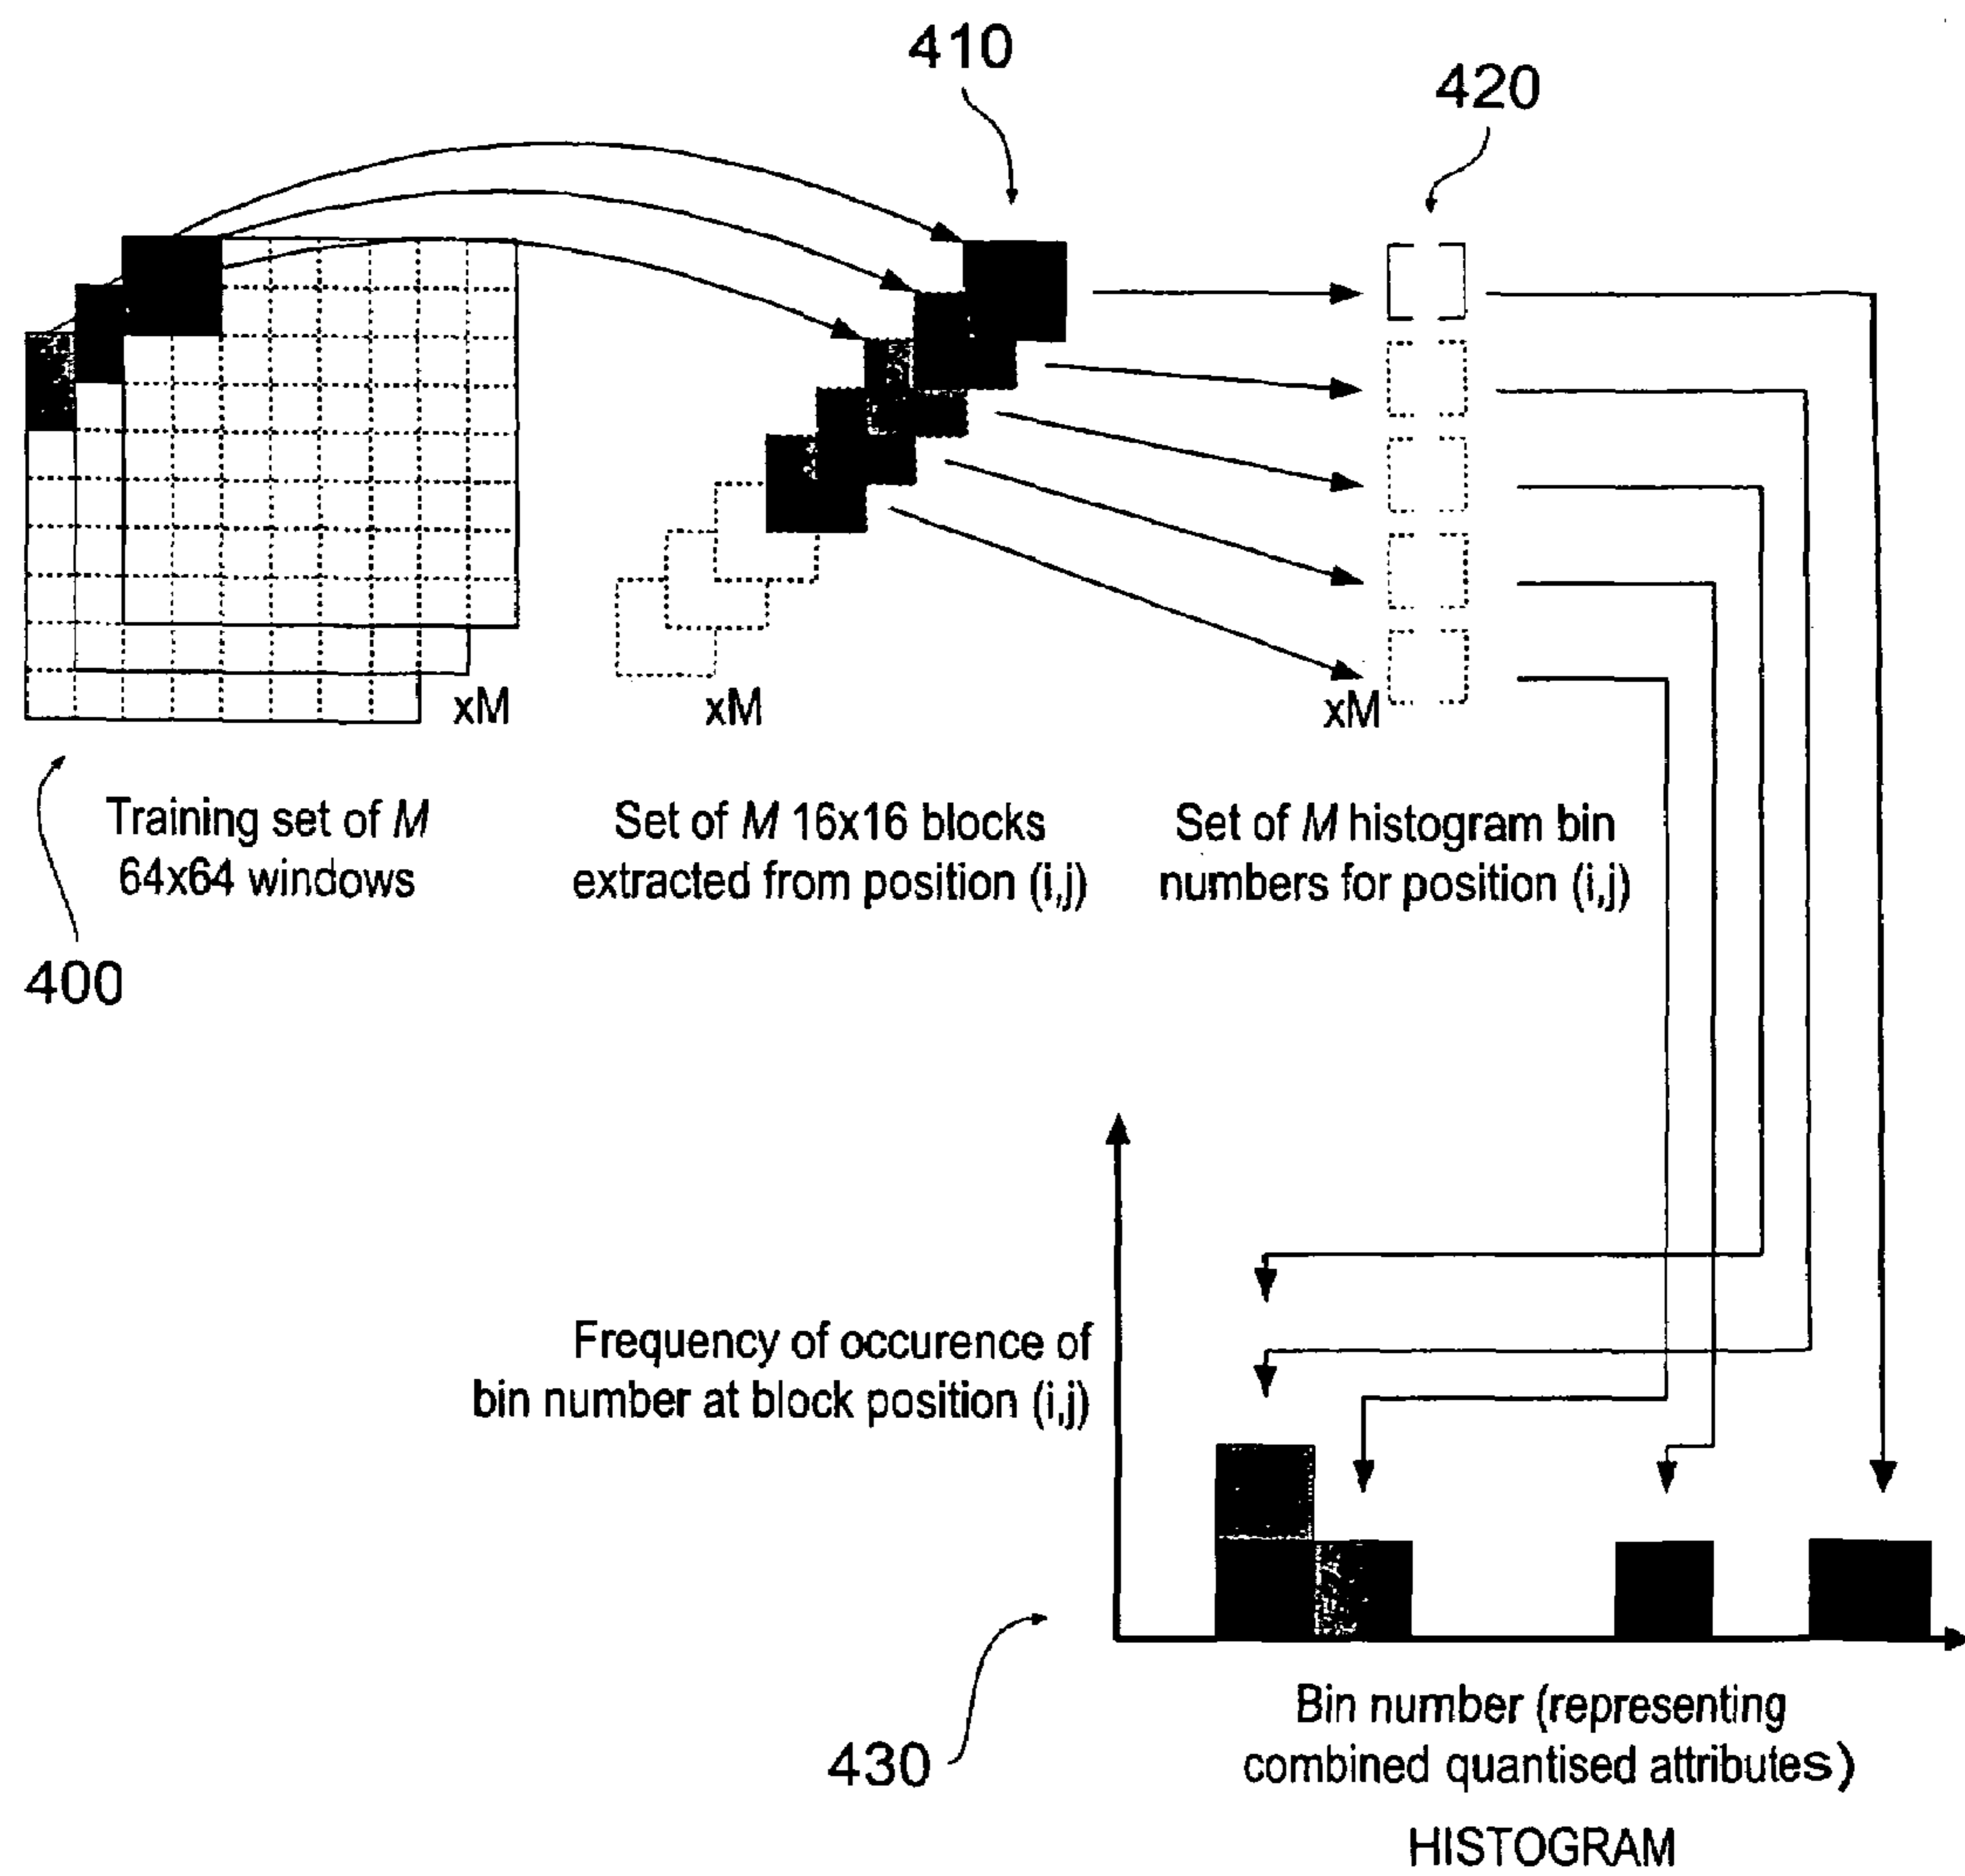 410
420
xM
xM
xM
Training set of M
64x64 windows
Set of M 16x16 blocks
extracted from position (i,j)
Set of M histogram bin
numbers for position (i,j)
400
Frequency of occurence of
bin number at block position (i,j)
430
Bin number (representing
combined quantised attributes)
HISTOGRAM